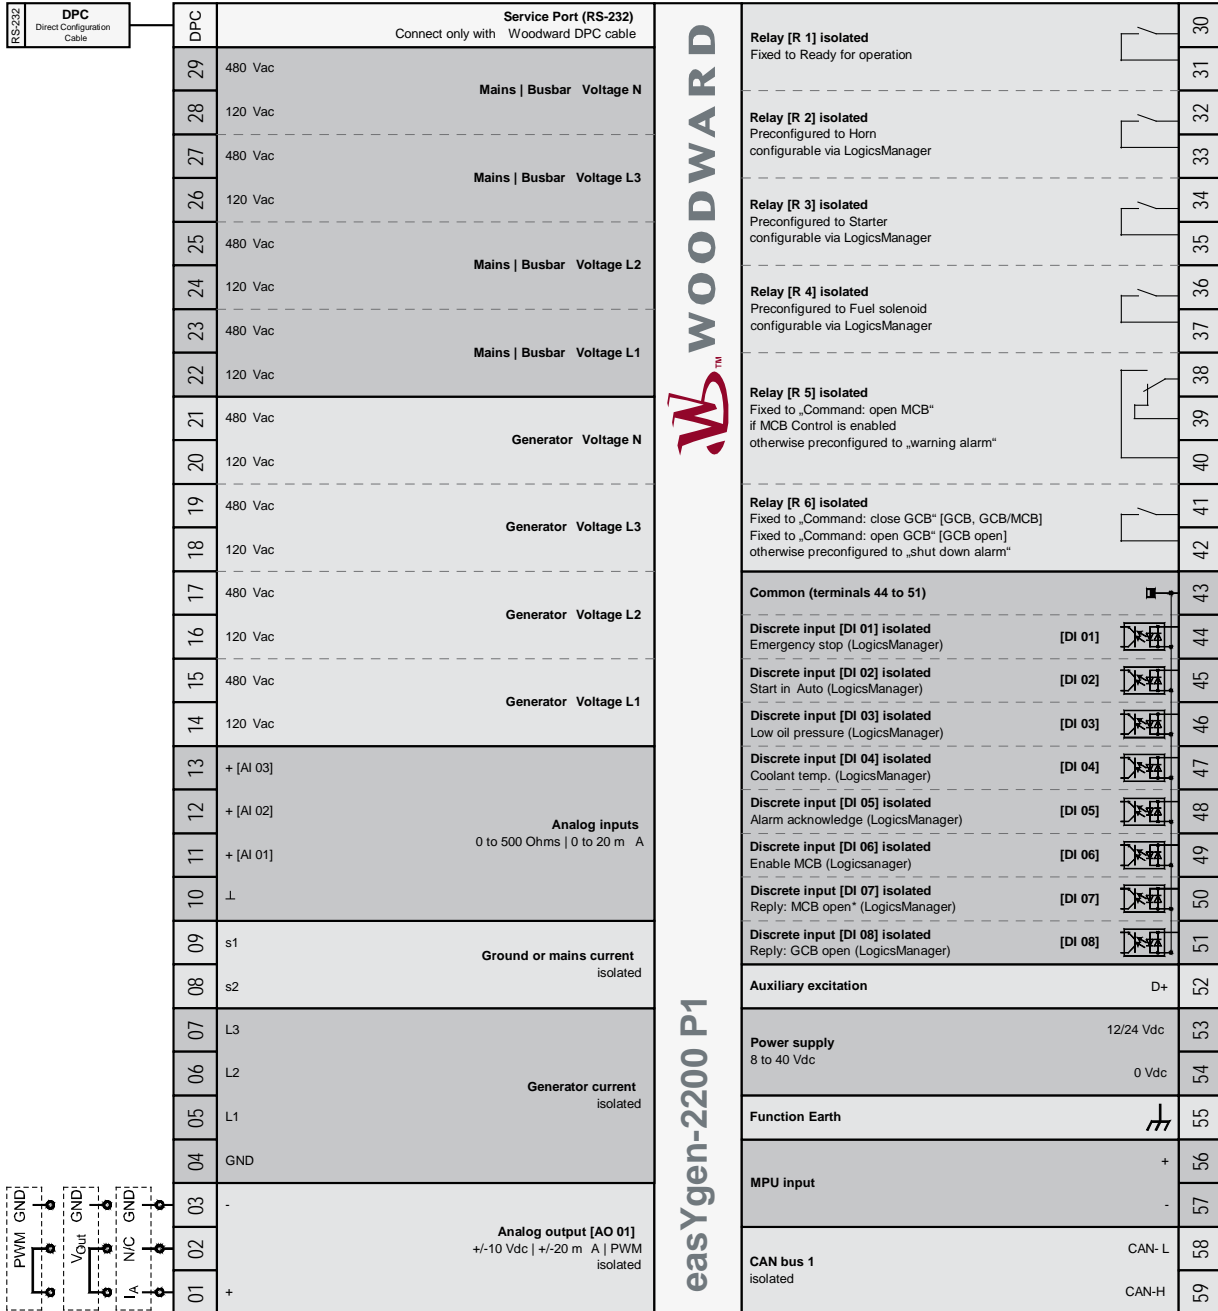 RS-232
DPC
Direct Configuration
Cable
DPC
Service Port (RS-232)
Connect only with Woodward DPC cable
29
480 Vac
Mains | Busbar Voltage N
28
120 Vac
27
480 Vac
Mains | Busbar Voltage L3
26
120 Vac
25
480 Vac
Mains | Busbar Voltage L2
24
120 Vac
23
480 Vac
Mains | Busbar Voltage L1
22
120 Vac
21
480 Vac
Generator Voltage N
20
120 Vac
19
480 Vac
Generator Voltage L3
18
120 Vac
17
480 Vac
Generator Voltage L2
16
120 Vac
15
480 Vac
Generator Voltage L1
14
120 Vac
13
+ [AI 03]
12
+ [AI 02]
Analog inputs
0 to 500 Ohms | 0 to 20 m A
11
+ [AI 01]
10
⊥
09
s1
Ground or mains current
isolated
08
s2
07
L3
06
L2
Generator current
isolated
05
L1
04
GND
03
-
Analog output [AO 01]
+/-10 Vdc | +/-20 m A | PWM
isolated
02
01
+
PWM GND
VOut GND
IA N/C GND
WOODWARD
TM
easYgen-2200 P1
Relay [R 1] isolated
Fixed to Ready for operation
30
31
Relay [R 2] isolated
Preconfigured to Horn
configurable via LogicsManager
32
33
Relay [R 3] isolated
Preconfigured to Starter
configurable via LogicsManager
34
35
Relay [R 4] isolated
Preconfigured to Fuel solenoid
configurable via LogicsManager
36
37
Relay [R 5] isolated
Fixed to „Command: open MCB“
if MCB Control is enabled
otherwise preconfigured to „warning alarm“
38
39
40
Relay [R 6] isolated
Fixed to „Command: close GCB“ [GCB, GCB/MCB]
Fixed to „Command: open GCB“ [GCB open]
otherwise preconfigured to „shut down alarm“
41
42
Common (terminals 44 to 51)
43
Discrete input [DI 01] isolated
Emergency stop (LogicsManager)
[DI 01]
44
Discrete input [DI 02] isolated
Start in Auto (LogicsManager)
[DI 02]
45
Discrete input [DI 03] isolated
Low oil pressure (LogicsManager)
[DI 03]
46
Discrete input [DI 04] isolated
Coolant temp. (LogicsManager)
[DI 04]
47
Discrete input [DI 05] isolated
Alarm acknowledge (LogicsManager)
[DI 05]
48
Discrete input [DI 06] isolated
Enable MCB (Logicsanager)
[DI 06]
49
Discrete input [DI 07] isolated
Reply: MCB open* (LogicsManager)
[DI 07]
50
Discrete input [DI 08] isolated
Reply: GCB open (LogicsManager)
[DI 08]
51
Auxiliary excitation
D+
52
Power supply
8 to 40 Vdc
12/24 Vdc
53
0 Vdc
54
Function Earth
55
MPU input
+
56
-
57
CAN bus 1
isolated
CAN- L
58
CAN-H
59